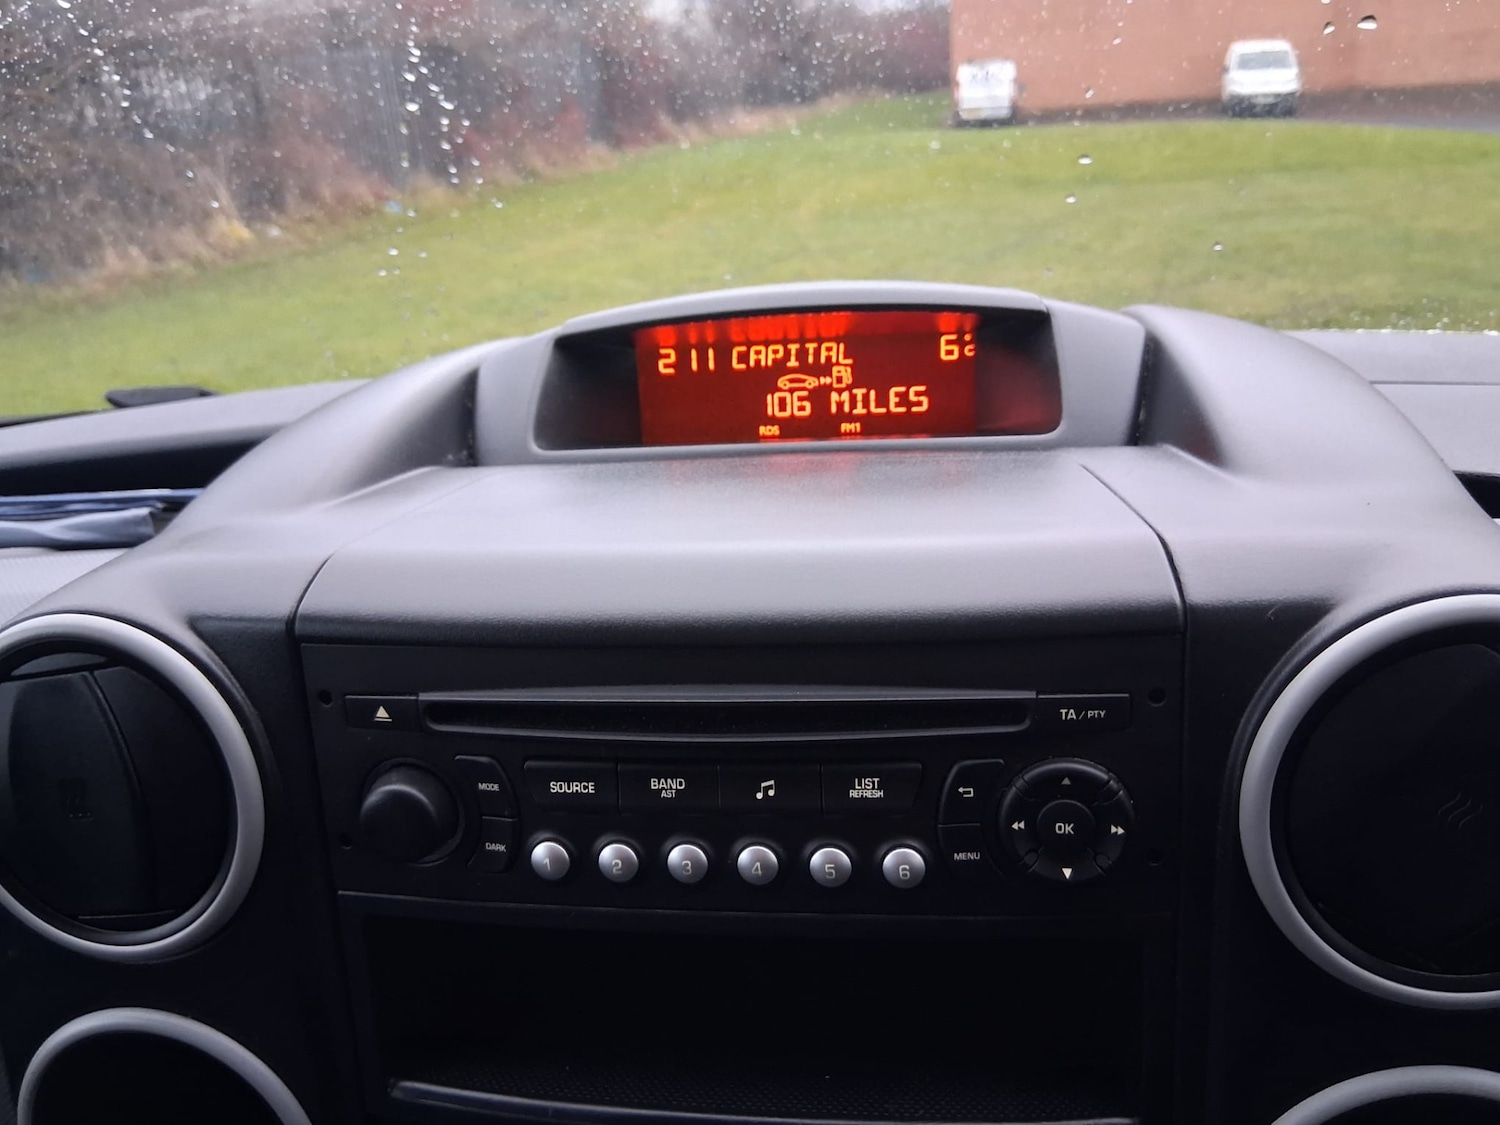 2 11 CAPITAL 6°C
106 MILES
RDS FM1
TA / PTY
MODE
SOURCE
BAND
AST
LIST
REFRESH
DARK
OK
MENU
1 2 3 4 5 6